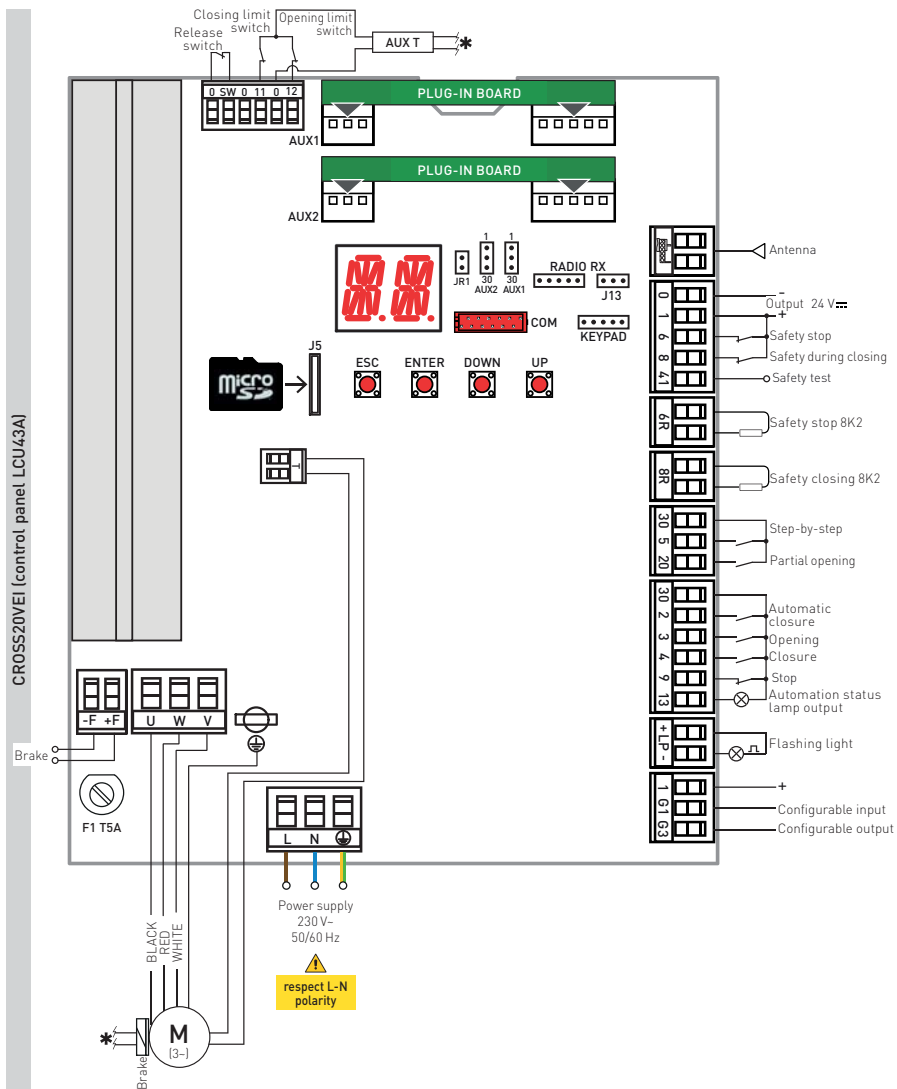 CROSS20VEI (control panel LCU43A)
Closing limit
switch
Opening limit
switch
Release
switch
AUX T
*
0 SW 0 11 0 12
PLUG-IN BOARD
AUX1
PLUG-IN BOARD
AUX2
JR1
1
30
AUX2
1
30
AUX1
RADIO RX
J13
COM
KEYPAD
J5
micro
SD
ESC
ENTER
DOWN
UP
T
Antenna
0
1
6
8
41
-
Output 24 V
+
Safety stop
Safety during closing
Safety test
6R
Safety stop 8K2
8R
Safety closing 8K2
30
5
20
Step-by-step
Partial opening
30
2
3
4
9
13
Automatic
closure
Opening
Closure
Stop
Automation status
lamp output
+ LP -
Flashing light
1
G1
G3
+
Configurable input
Configurable output
-F +F
U W V
Brake
F1 T5A
L N
Power supply
230 V~
50/60 Hz
respect L-N
polarity
BLACK
RED
WHITE
*
Brake
M
(3~)